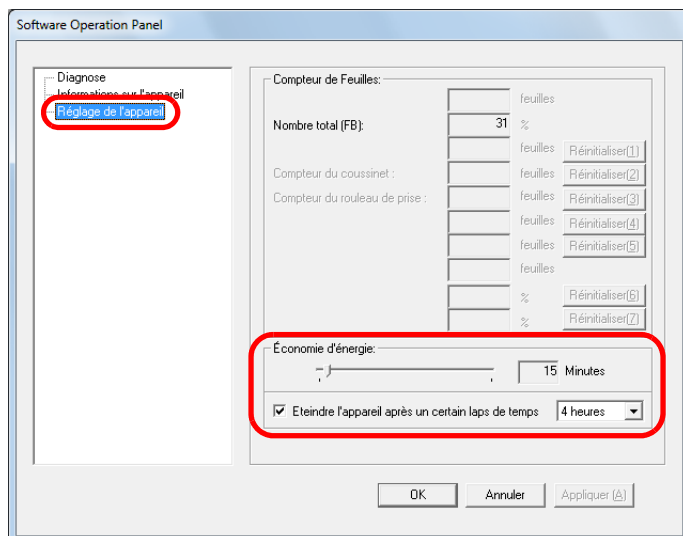 Software Operation Panel
Diagnose
Informations sur l'appareil
Réglage de l'appareil
Compteur de Feuilles:
feuilles
Nombre total (FB): 31 %
feuilles Réinitialiser(1)
Compteur du coussinet : feuilles Réinitialiser(2)
Compteur du rouleau de prise : feuilles Réinitialiser(3)
feuilles Réinitialiser(4)
feuilles Réinitialiser(5)
feuilles
% Réinitialiser(6)
% Réinitialiser(7)
Économie d'énergie:
15 Minutes
Eteindre l'appareil après un certain laps de temps 4 heures
OK Annuler Appliquer (A)